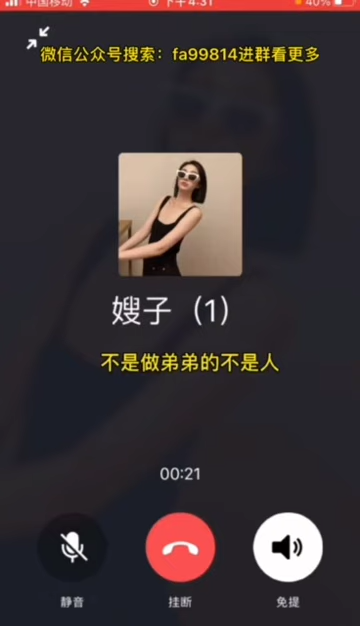 中国移动 下午4:31 40%
微信公众号搜索：fa99814进群看更多
嫂子（1）
不是做弟弟的不是人
00:21
静音 挂断 免提